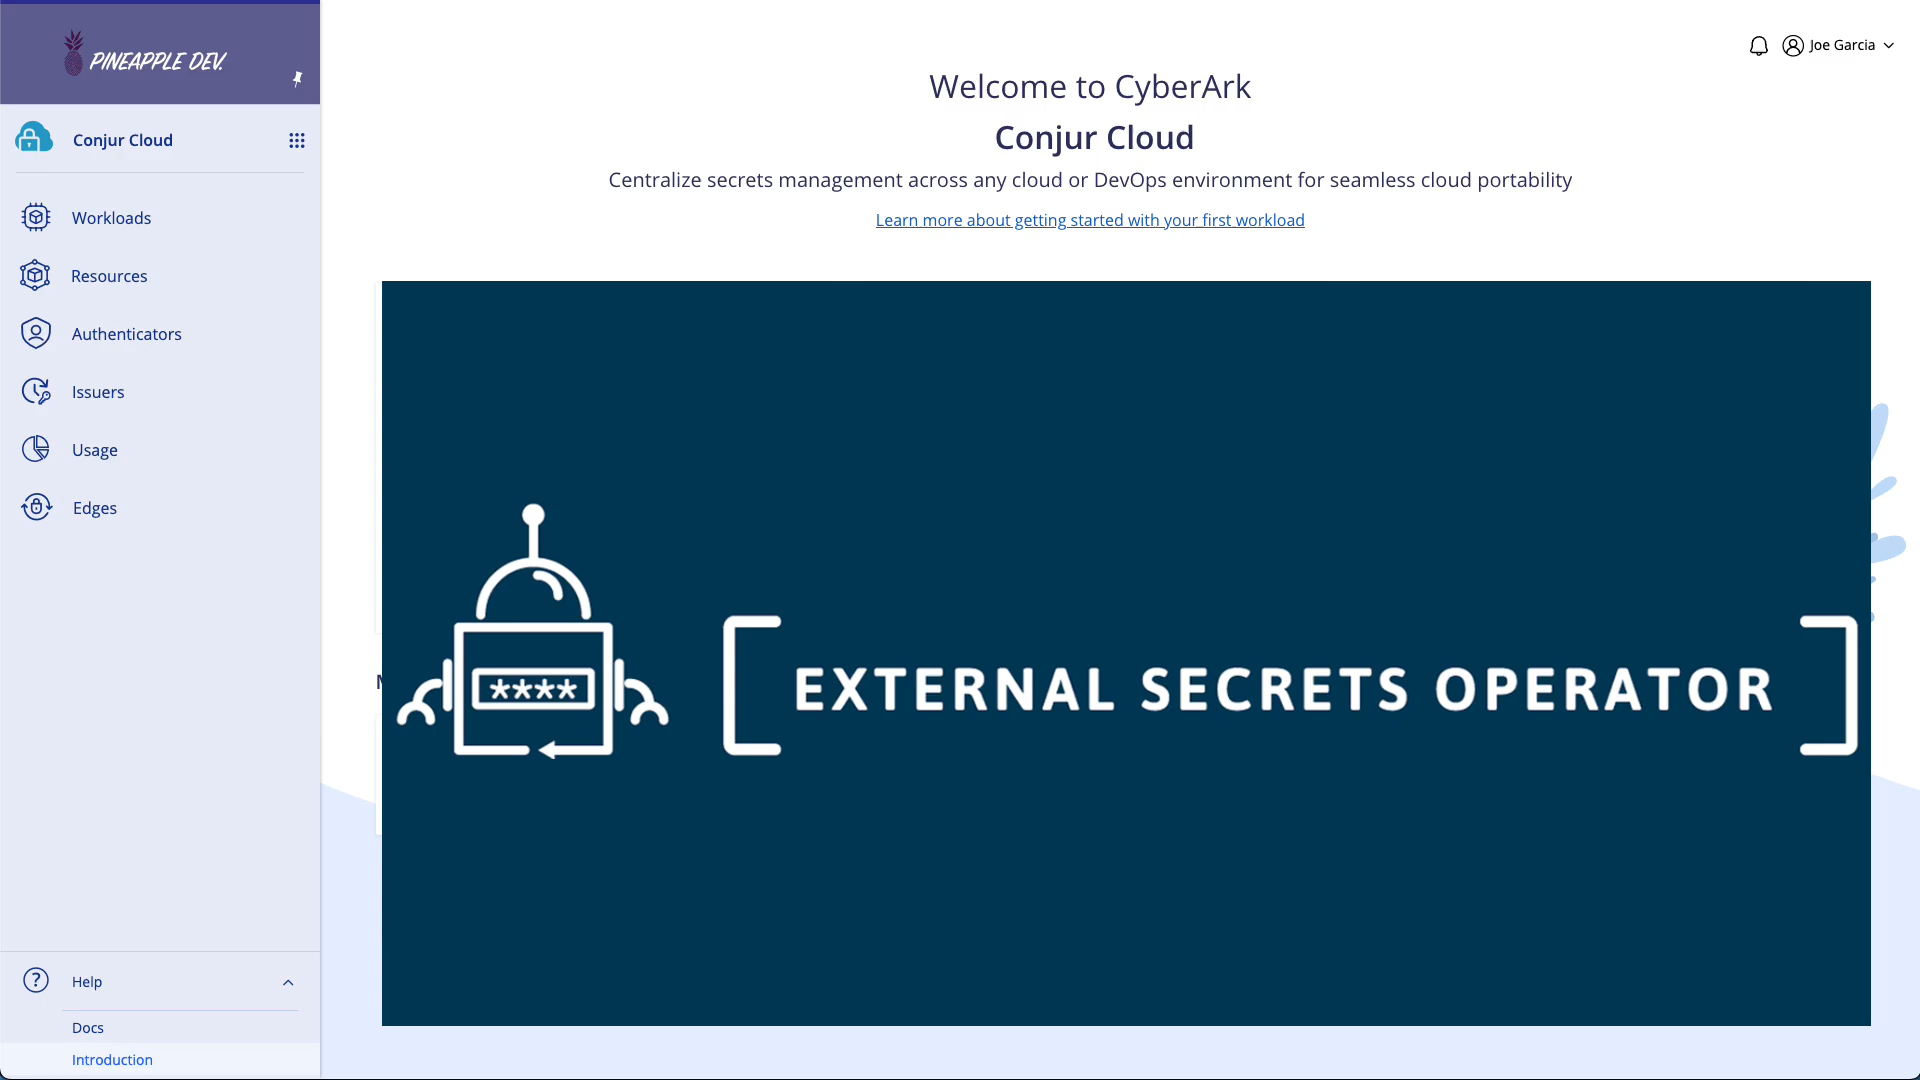 PINEAPPLE DEV.
Joe Garcia
Welcome to CyberArk
Conjur Cloud
Conjur Cloud
Centralize secrets management across any cloud or DevOps environment for seamless cloud portability
Learn more about getting started with your first workload
Workloads
Resources
Authenticators
Issuers
Usage
Edges
**** EXTERNAL SECRETS OPERATOR
Help
Docs
Introduction